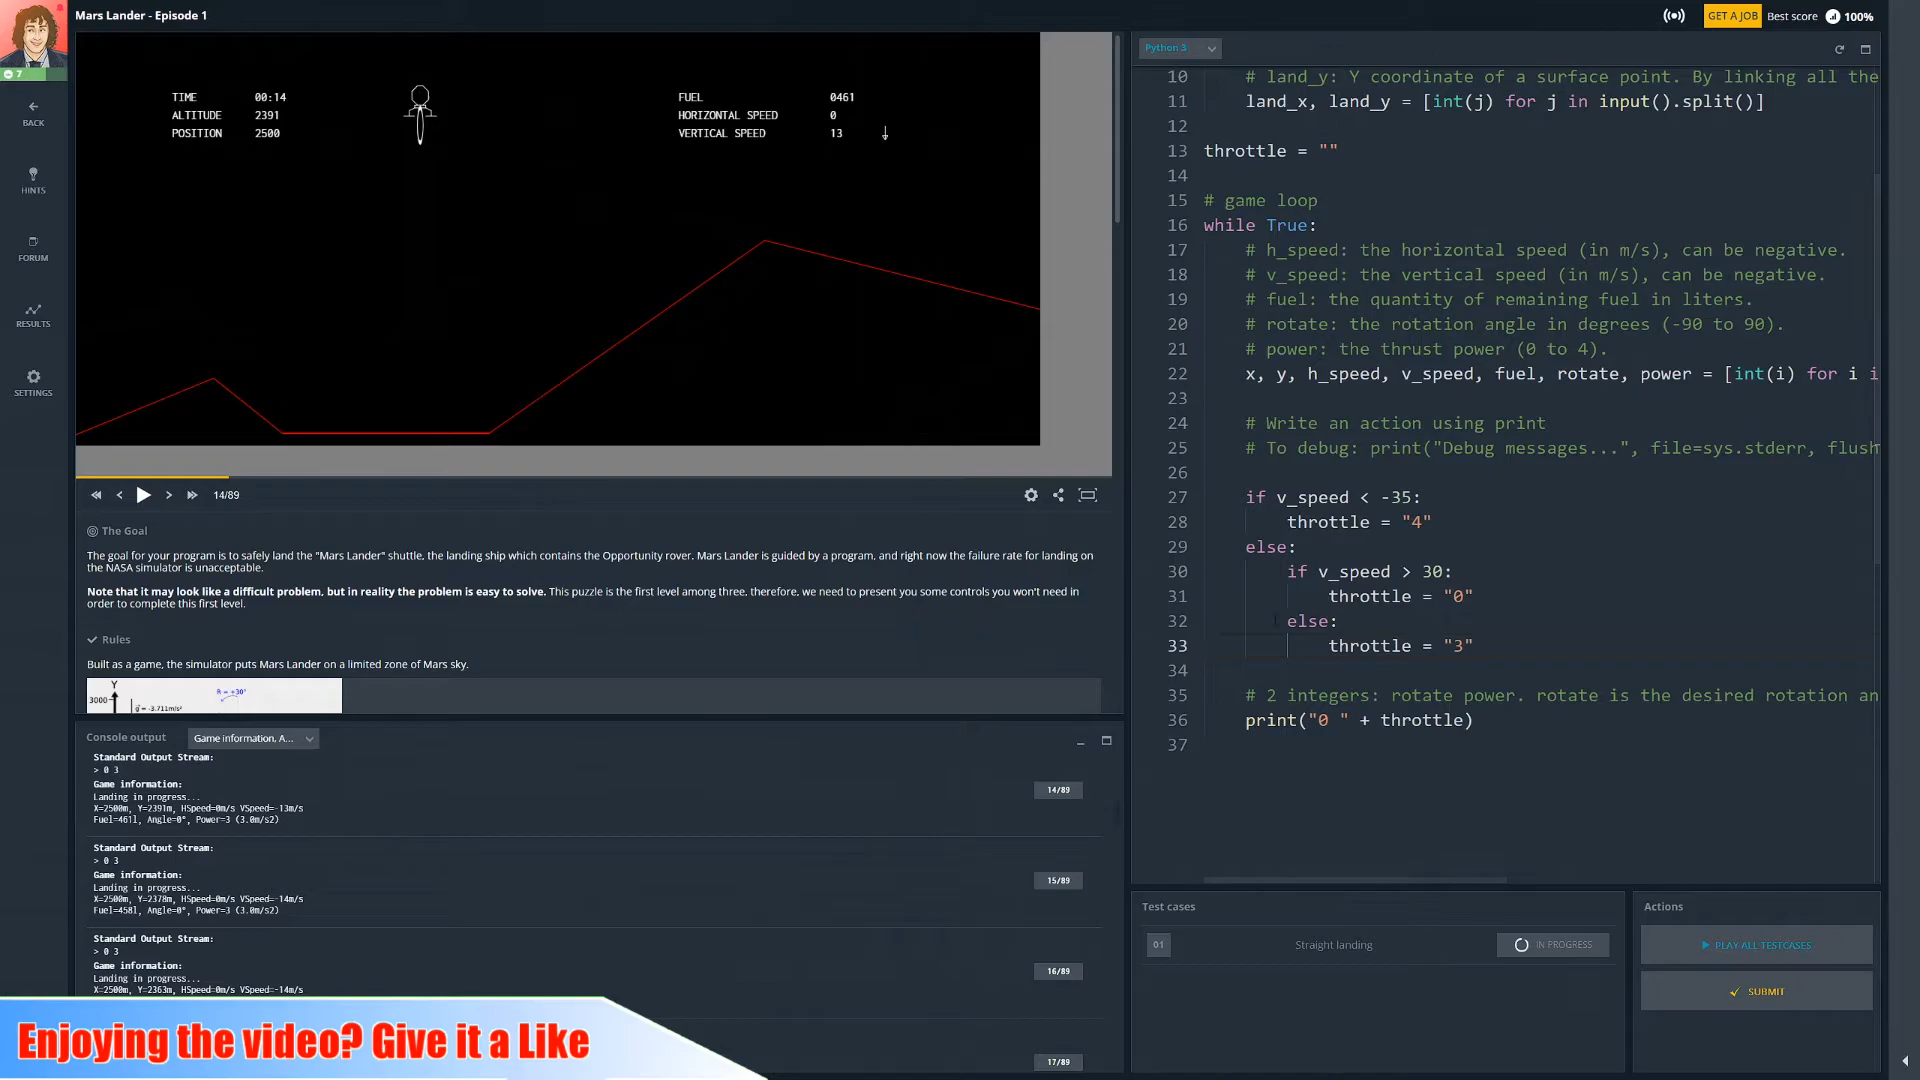 Mars Lander - Episode 1
GET A JOB
Best score
100%
7
BACK
HINTS
FORUM
RESULTS
SETTINGS
TIME 00:14
ALTITUDE 2391
POSITION 2500
FUEL 0461
HORIZONTAL SPEED 0
VERTICAL SPEED 13
14/89
The Goal
The goal for your program is to safely land the "Mars Lander" shuttle, the landing ship which contains the Opportunity rover. Mars Lander is guided by a program, and right now the failure rate for landing on
the NASA simulator is unacceptable.
Note that it may look like a difficult problem, but in reality the problem is easy to solve. This puzzle is the first level among three, therefore, we need to present you some controls you won't need in
order to complete this first level.
Rules
Built as a game, the simulator puts Mars Lander on a limited zone of Mars sky.
Y
3000
g = -3.711m/s²
R = +30°
Console output
Game information, A...
Standard Output Stream:
> 0 3
Game information:
Landing in progress...
X=2500m, Y=2391m, HSpeed=0m/s VSpeed=-13m/s
Fuel=461l, Angle=0°, Power=3 (3.0m/s2)
14/89
Standard Output Stream:
> 0 3
Game information:
Landing in progress...
X=2500m, Y=2378m, HSpeed=0m/s VSpeed=-14m/s
Fuel=458l, Angle=0°, Power=3 (3.0m/s2)
15/89
Standard Output Stream:
> 0 3
Game information:
Landing in progress...
X=2500m, Y=2363m, HSpeed=0m/s VSpeed=-14m/s
16/89
17/89
Enjoying the video? Give it a Like
Python 3
10 # land_y: Y coordinate of a surface point. By linking all the
11 land_x, land_y = [int(j) for j in input().split()]
12
13 throttle = ""
14
15 # game loop
16 while True:
17 # h_speed: the horizontal speed (in m/s), can be negative.
18 # v_speed: the vertical speed (in m/s), can be negative.
19 # fuel: the quantity of remaining fuel in liters.
20 # rotate: the rotation angle in degrees (-90 to 90).
21 # power: the thrust power (0 to 4).
22 x, y, h_speed, v_speed, fuel, rotate, power = [int(i) for i i
23
24 # Write an action using print
25 # To debug: print("Debug messages...", file=sys.stderr, flush
26
27 if v_speed < -35:
28 throttle = "4"
29 else:
30 if v_speed > 30:
31 throttle = "0"
32 else:
33 throttle = "3"
34
35 # 2 integers: rotate power. rotate is the desired rotation an
36 print("0 " + throttle)
37
Test cases
01
Straight landing
IN PROGRESS
Actions
PLAY ALL TESTCASES
SUBMIT